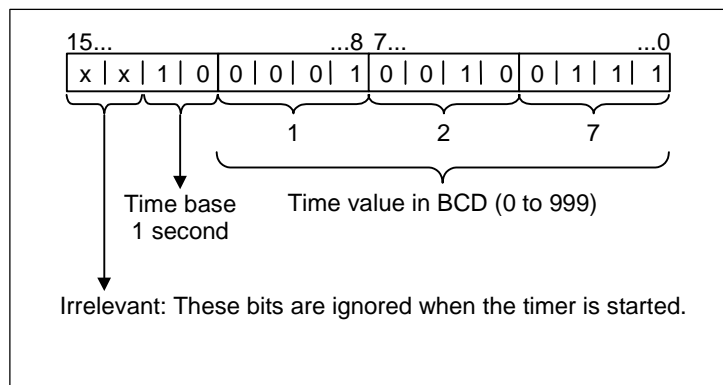 15... ...8 7... ...0
x | x | 1 | 0 | 0 | 0 | 0 | 1 | 0 | 0 | 1 | 0 | 0 | 1 | 1 | 1
1 2 7
Time base Time value in BCD (0 to 999)
1 second
Irrelevant: These bits are ignored when the timer is started.